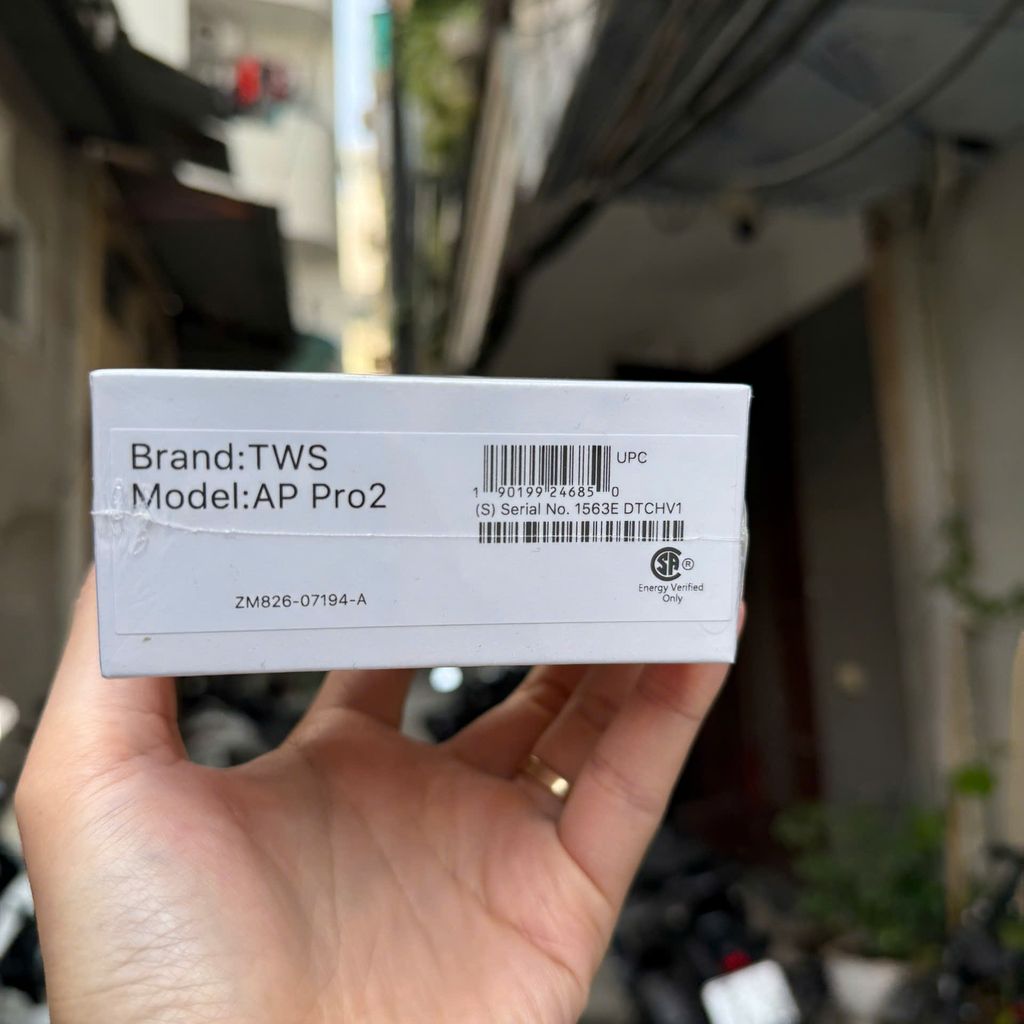 Brand:TWS
Model:AP Pro2
UPC
1 90199 24685 0
(S) Serial No. 1563E DTCHV1
SA ®
Energy Verified
Only
ZM826-07194-A